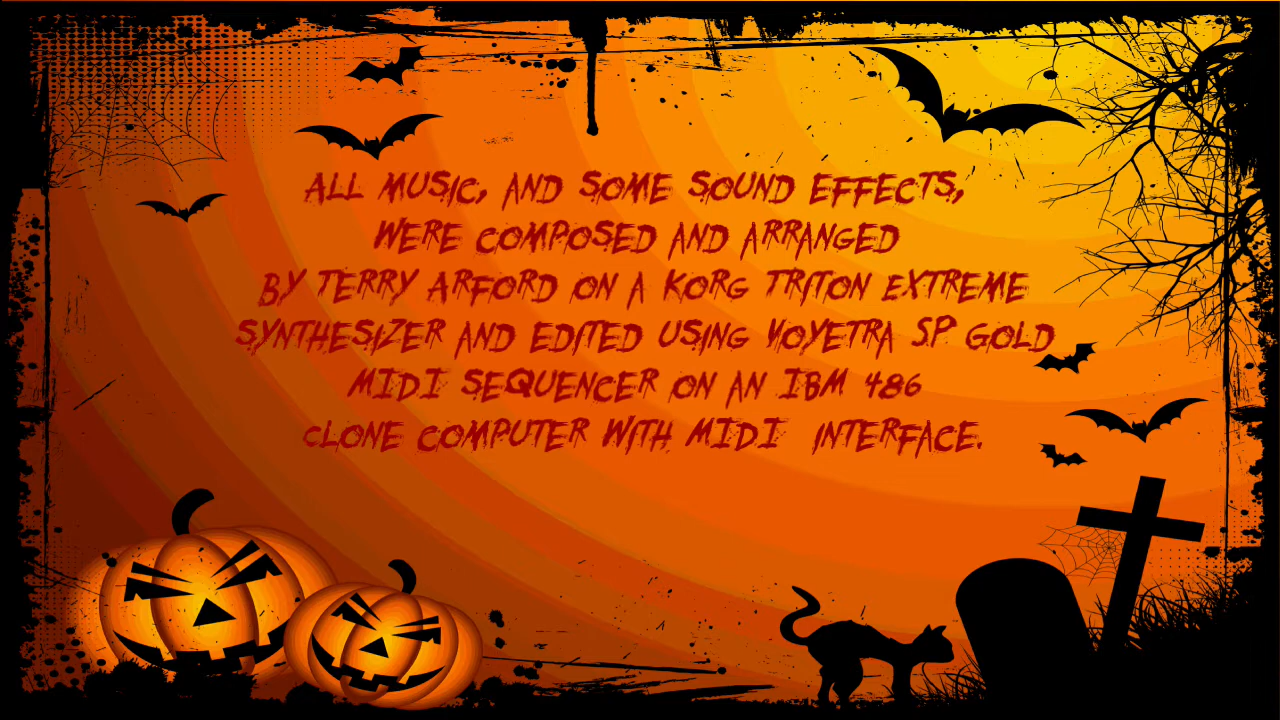 ALL MUSIC, AND SOME SOUND EFFECTS,
WERE COMPOSED AND ARRANGED
BY TERRY ARFORD ON A KORG TRITON EXTREME
SYNTHESIZER AND EDITED USING VOYETRA SP GOLD
MIDI SEQUENCER ON AN IBM 486
CLONE COMPUTER WITH MIDI INTERFACE.